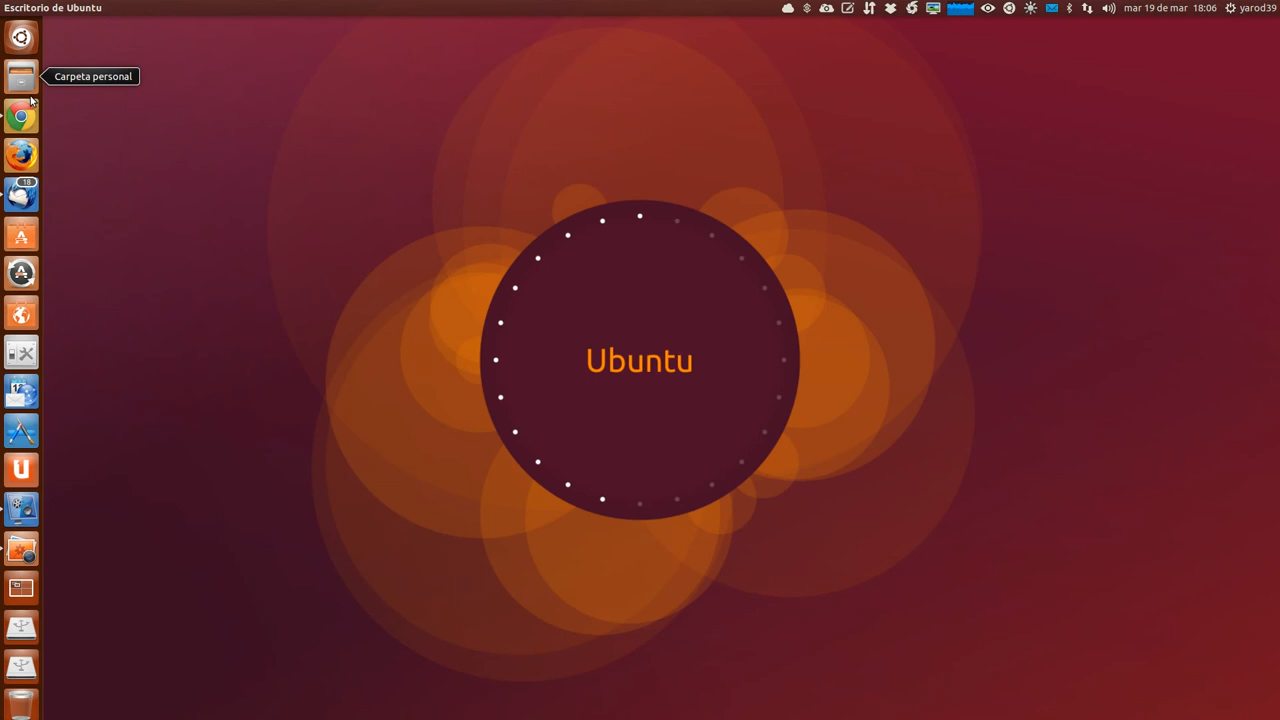 Escritorio de Ubuntu
mar 19 de mar 18:06 yarod39
Carpeta personal
18
Ubuntu